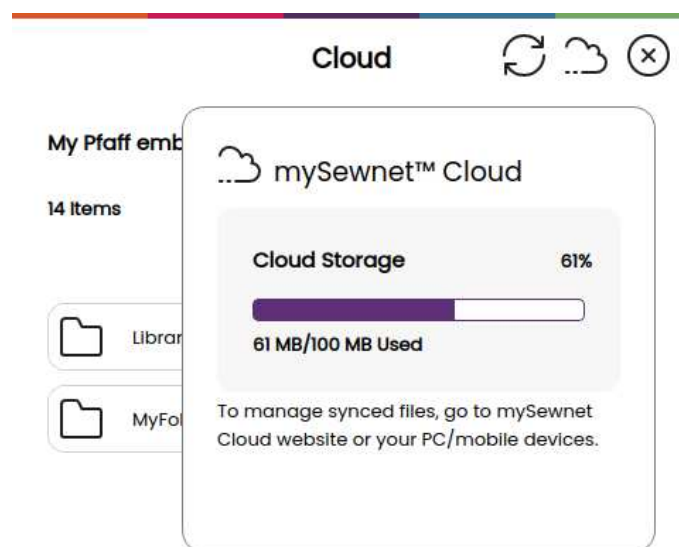 Cloud
My Pfaff emb
mySewnet™ Cloud
14 Items
Cloud Storage 61%
61 MB/100 MB Used
Librar
MyFol
To manage synced files, go to mySewnet
Cloud website or your PC/mobile devices.